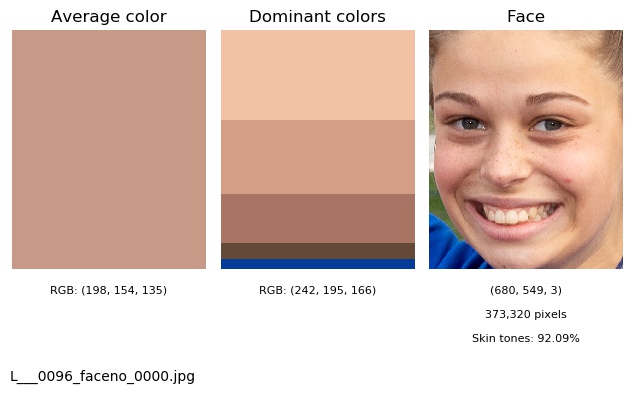 Average color
Dominant colors
Face
RGB: (198, 154, 135)
RGB: (242, 195, 166)
(680, 549, 3)
373,320 pixels
Skin tones: 92.09%
L___0096_faceno_0000.jpg